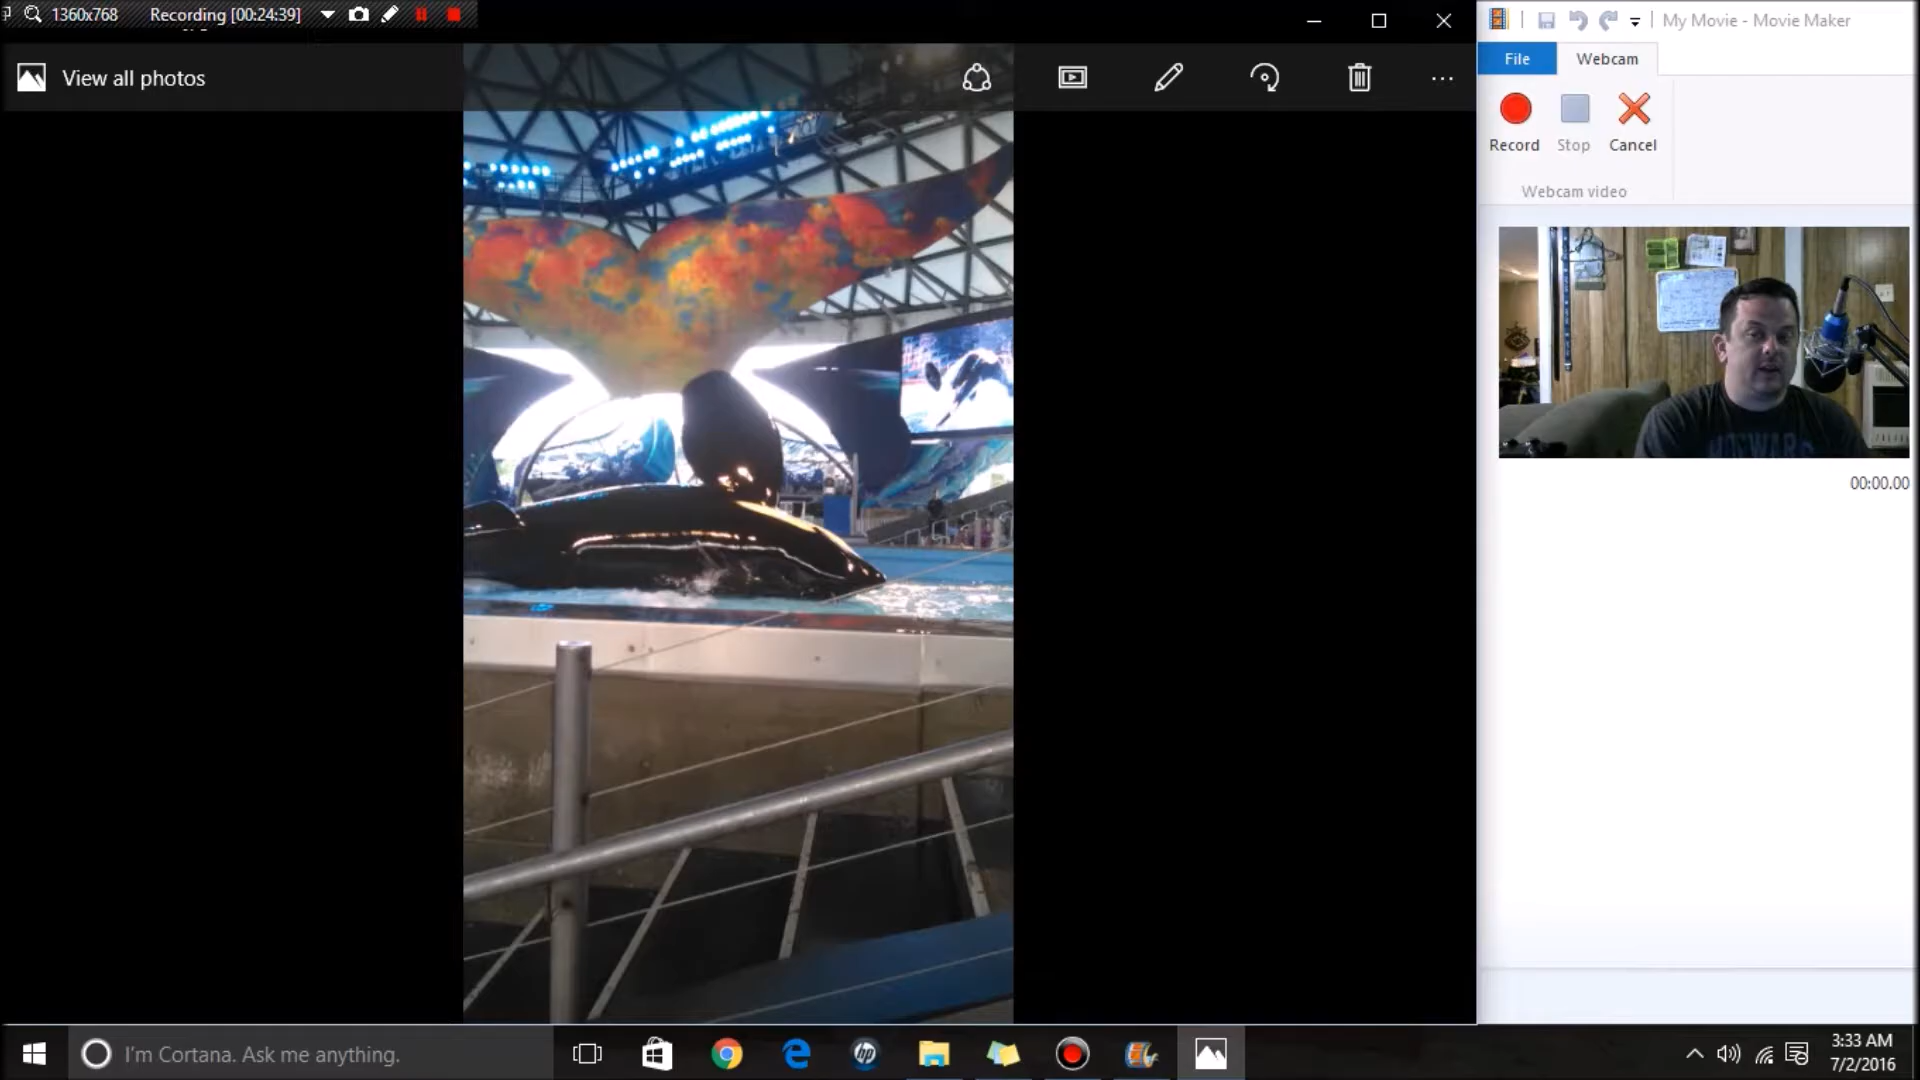 1360x768 Recording [00:24:39]
My Movie - Movie Maker
View all photos
File Webcam
Record Stop Cancel
Webcam video
00:00.00
I'm Cortana. Ask me anything.
hp
3:33 AM
7/2/2016